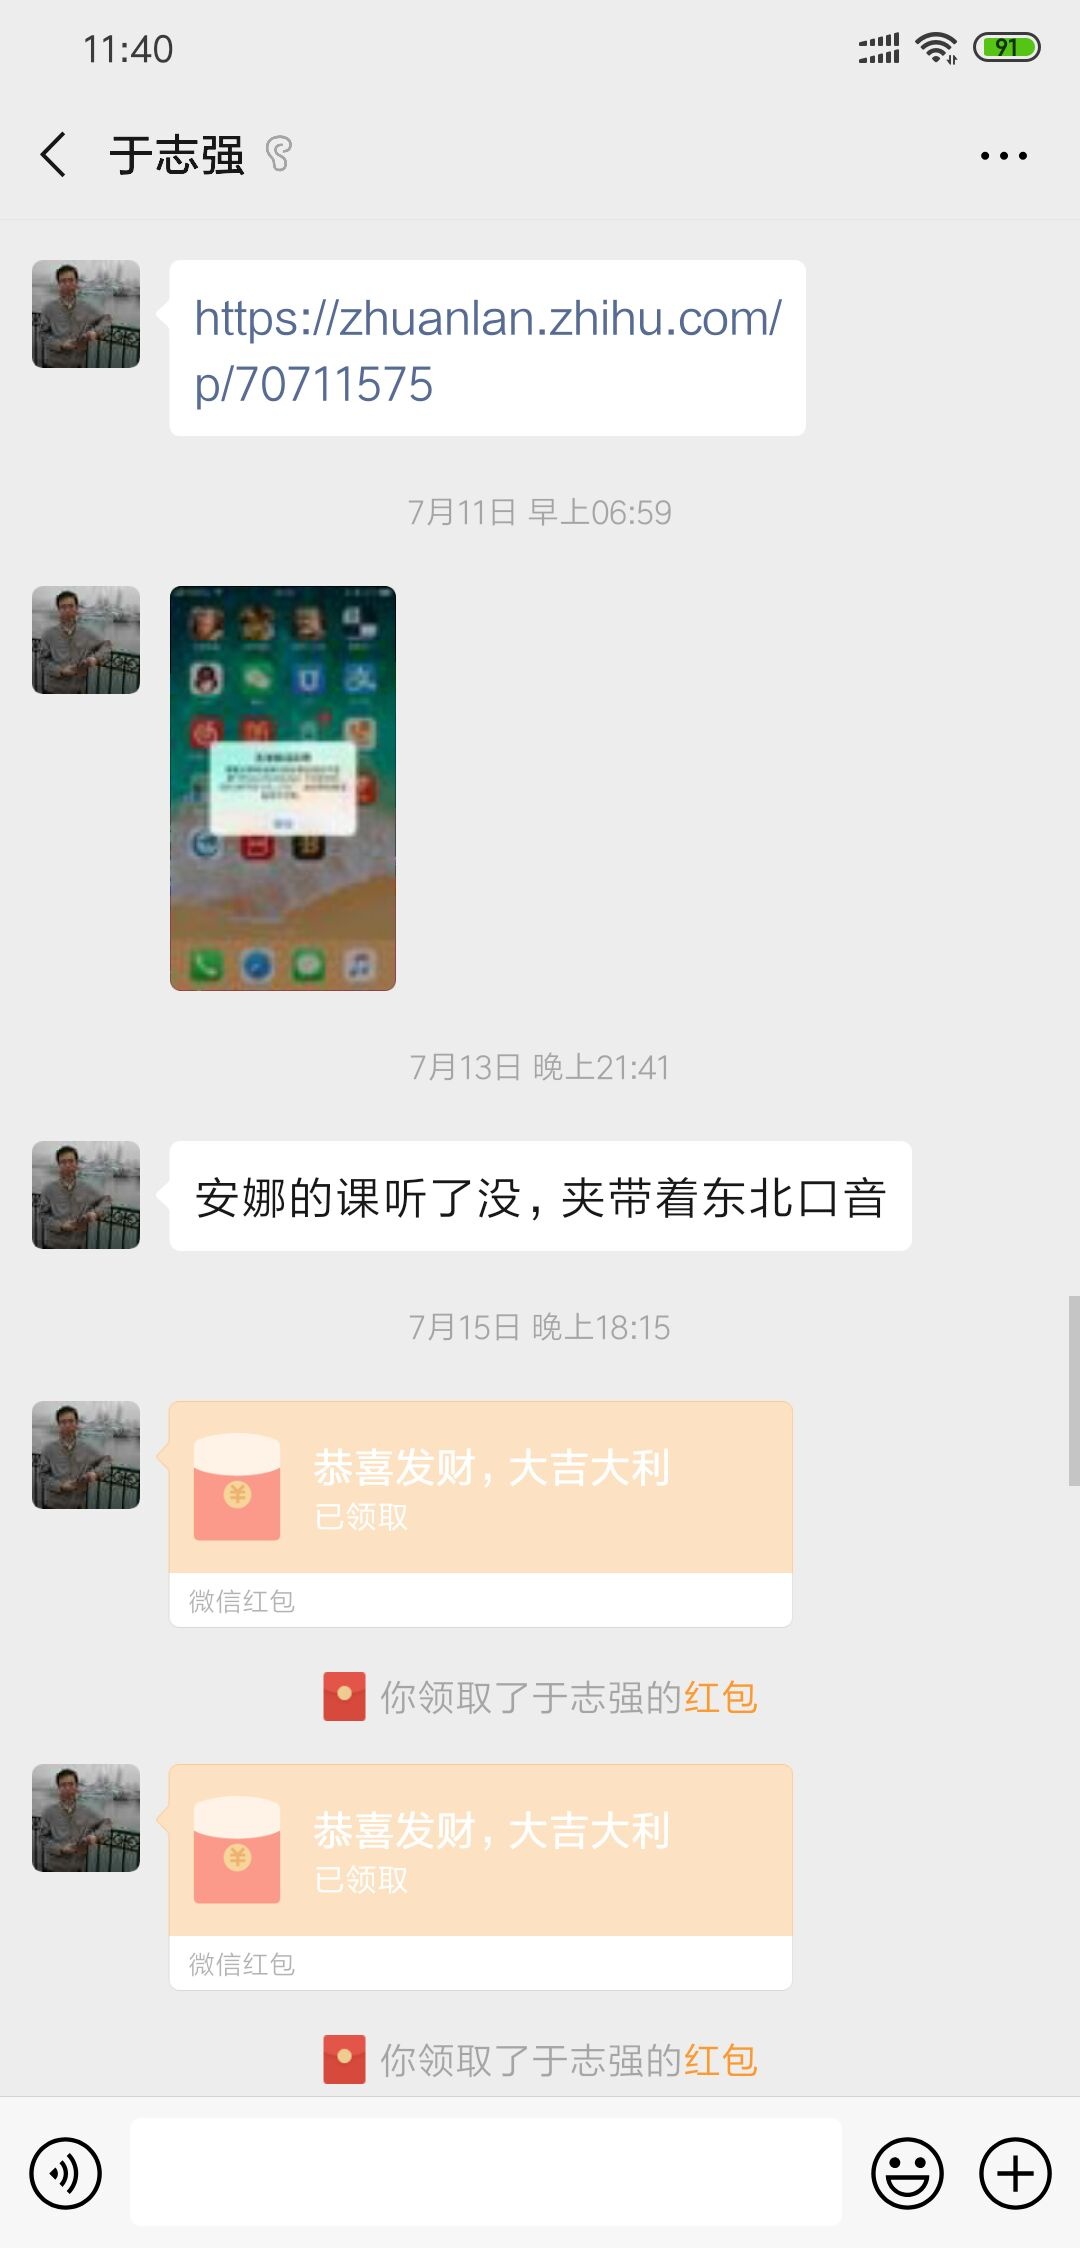 11:40
91
于志强
https://zhuanlan.zhihu.com/
p/70711575
7月11日 早上06:59
7月13日 晚上21:41
安娜的课听了没，夹带着东北口音
7月15日 晚上18:15
恭喜发财，大吉大利
已领取
微信红包
你领取了于志强的红包
恭喜发财，大吉大利
已领取
微信红包
你领取了于志强的红包